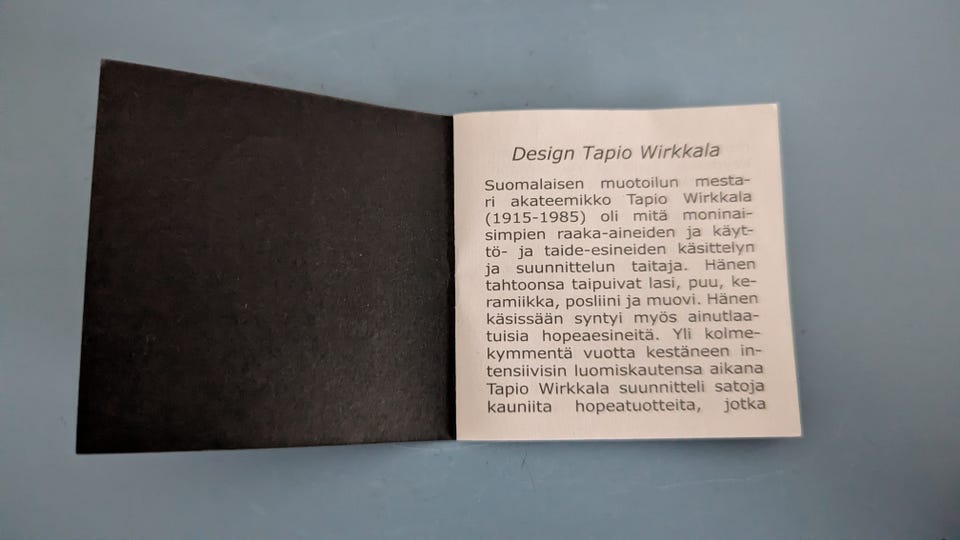 Design Tapio Wirkkala
Suomalaisen muotoilun mesta-
ri akateemikko Tapio Wirkkala
(1915-1985) oli mitä moninai-
simpien raaka-aineiden ja käyt-
tö- ja taide-esineiden käsittelyn
ja suunnittelun taitaja. Hänen
tahtoonsa taipuivat lasi, puu, ke-
ramiikka, posliini ja muovi. Hänen
käsissään syntyi myös ainutlaa-
tuisia hopeaesineitä. Yli kolme-
kymmentä vuotta kestäneen in-
tensiivisin luomiskautensa aikana
Tapio Wirkkala suunnitteli satoja
kauniita hopeatuotteita, jotka